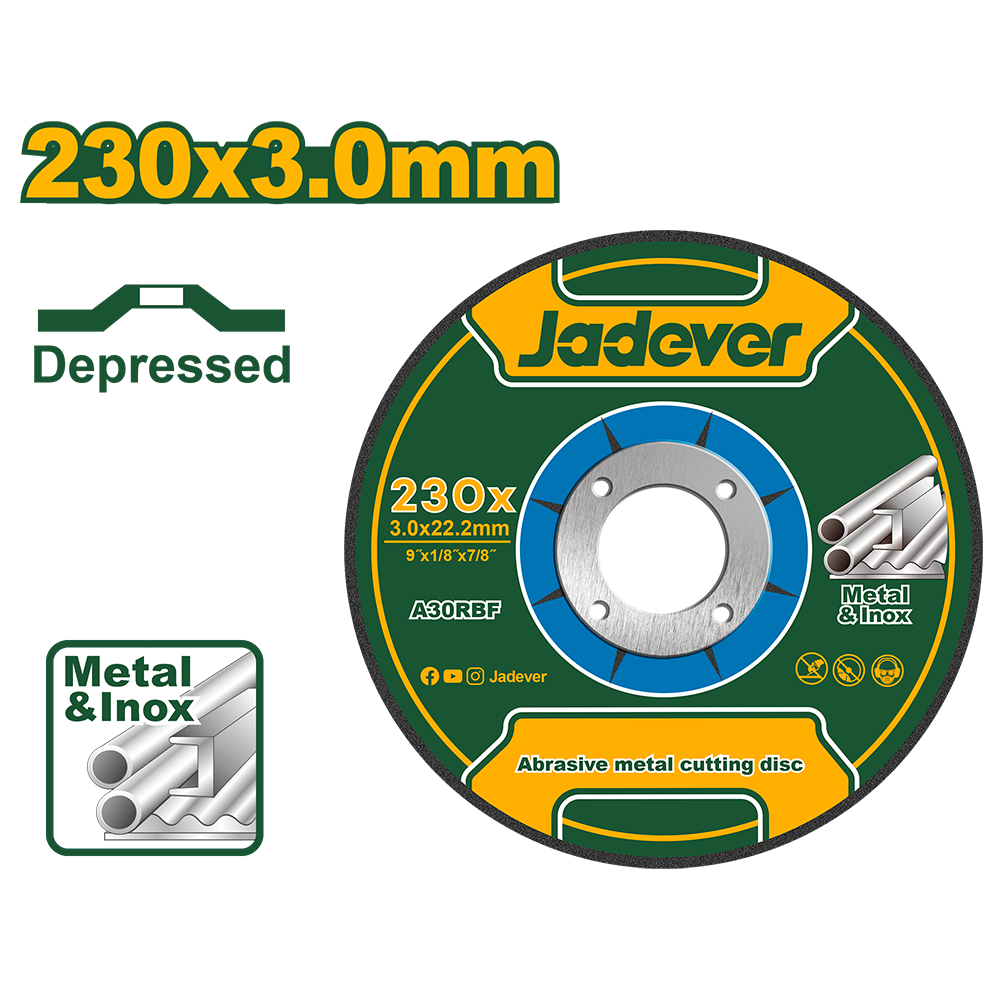 230x3.0mm
Depressed
Metal
&Inox
Jadever
230x
3.0x22.2mm
9˝x1/8˝x7/8˝
A30RBF
Jadever
Metal
&Inox
Abrasive metal cutting disc